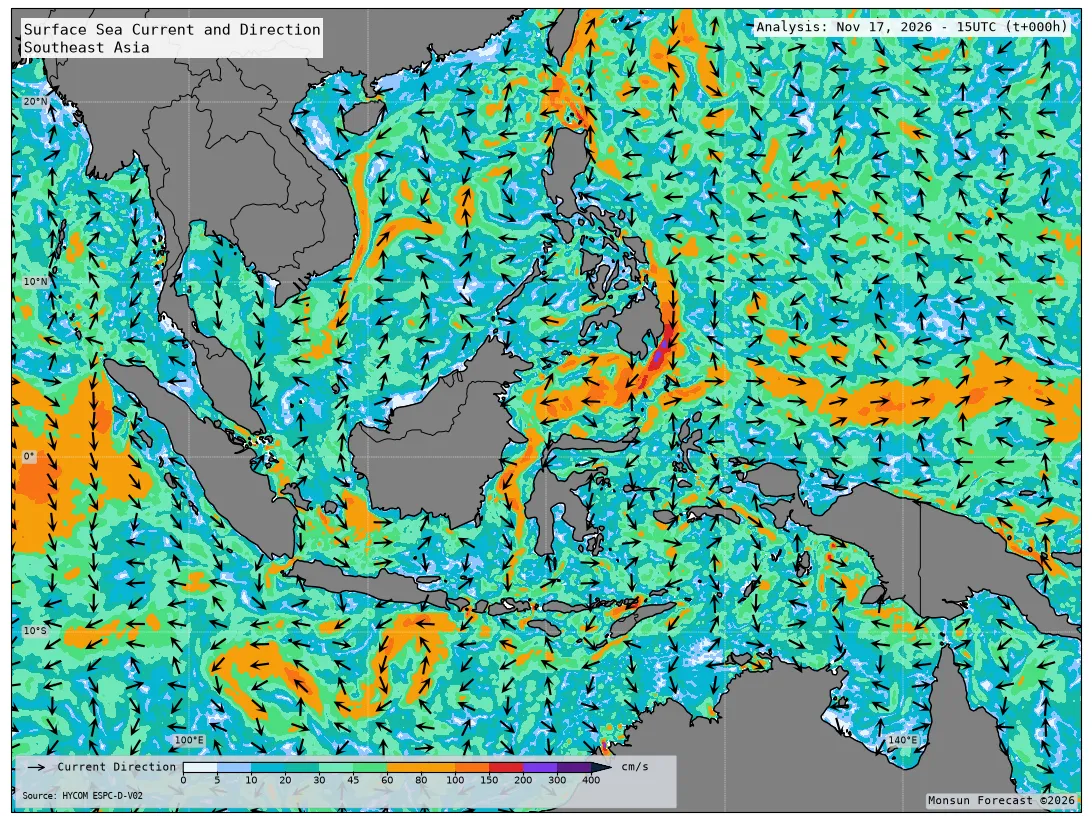 Surface Sea Current and Direction
Southeast Asia
Analysis: Nov 17, 2026 - 15UTC (t+000h)
20°N
10°N
0°
10°S
100°E
140°E
Current Direction
0 5 10 20 30 45 60 80 100 150 200 300 400
cm/s
Source: HYCOM ESPC-D-V02
Monsun Forecast ©2026